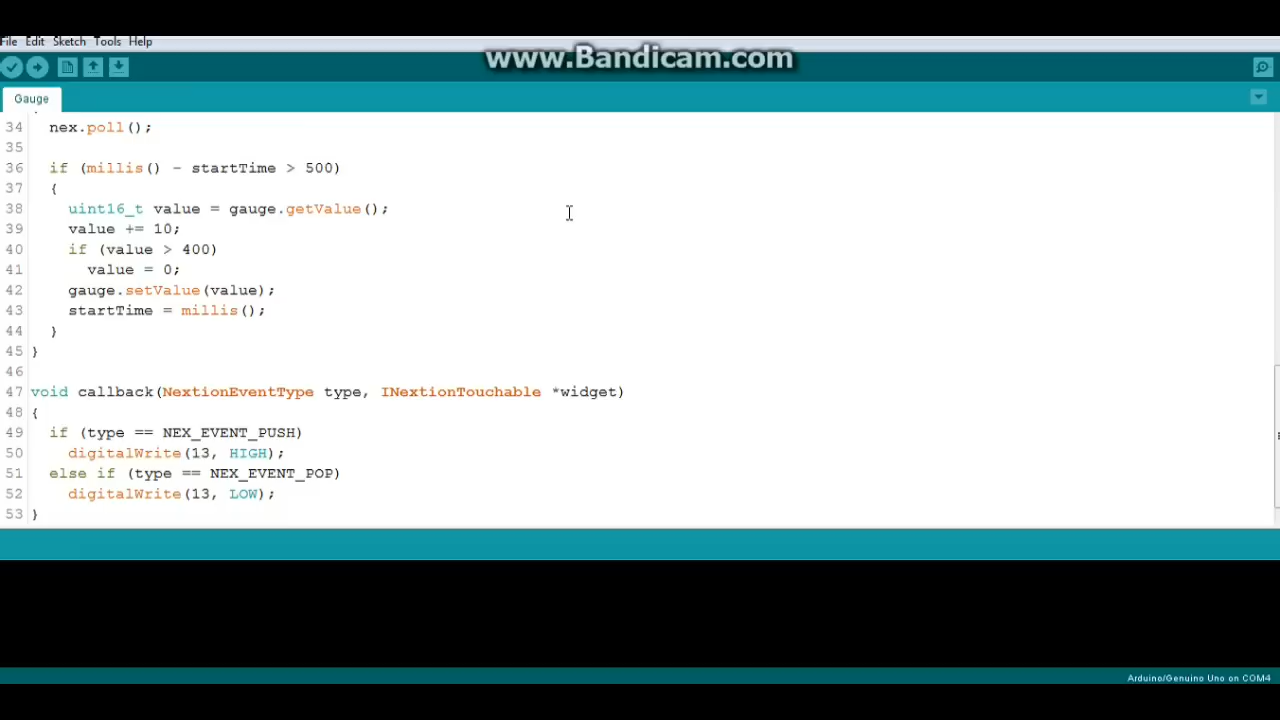 www.Bandicam.com
File Edit Sketch Tools Help
Gauge
34 nex.poll();
35
36 if (millis() - startTime > 500)
37 {
38 uint16_t value = gauge.getValue();
39 value += 10;
40 if (value > 400)
41 value = 0;
42 gauge.setValue(value);
43 startTime = millis();
44 }
45 }
46
47 void callback(NextionEventType type, INextionTouchable *widget)
48 {
49 if (type == NEX_EVENT_PUSH)
50 digitalWrite(13, HIGH);
51 else if (type == NEX_EVENT_POP)
52 digitalWrite(13, LOW);
53 }
Arduino/Genuino Uno on COM4